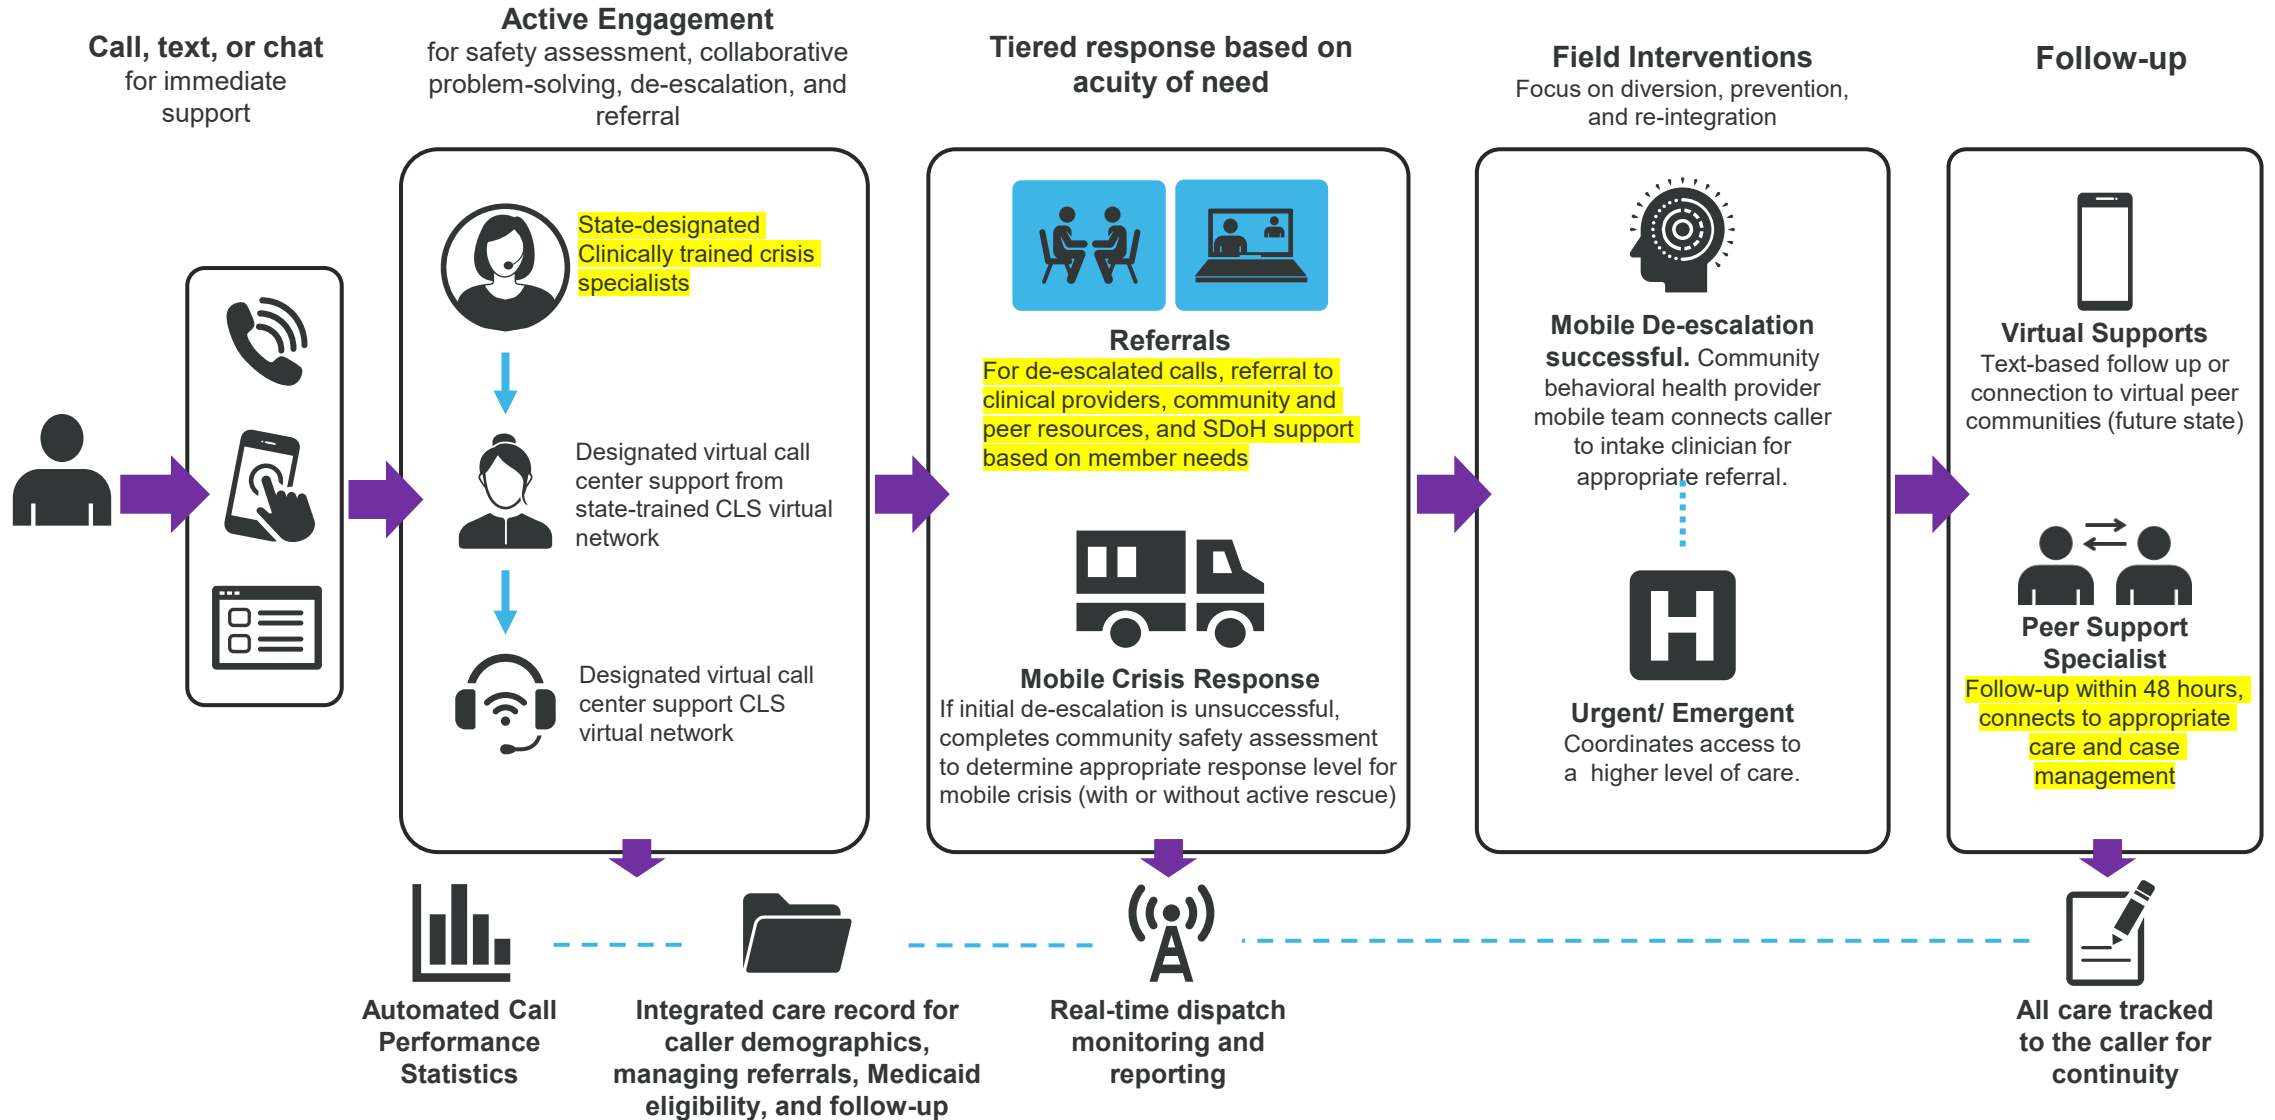 Call, text, or chat
for immediate
support
Active Engagement
for safety assessment, collaborative
problem-solving, de-escalation, and
referral
Tiered response based on
acuity of need
Field Interventions
Focus on diversion, prevention,
and re-integration
Follow-up
State-designated
Clinically trained crisis
specialists
Designated virtual call
center support from
state-trained CLS virtual
network
Designated virtual call
center support CLS
virtual network
Referrals
For de-escalated calls, referral to
clinical providers, community and
peer resources, and SDoH support
based on member needs
Mobile Crisis Response
If initial de-escalation is unsuccessful,
completes community safety assessment
to determine appropriate response level for
mobile crisis (with or without active rescue)
Mobile De-escalation
successful. Community
behavioral health provider
mobile team connects caller
to intake clinician for
appropriate referral.
H
Urgent/ Emergent
Coordinates access to
a higher level of care.
Virtual Supports
Text-based follow up or
connection to virtual peer
communities (future state)
Peer Support
Specialist
Follow-up within 48 hours,
connects to appropriate
care and case
management
Automated Call
Performance
Statistics
Integrated care record for
caller demographics,
managing referrals, Medicaid
eligibility, and follow-up
Real-time dispatch
monitoring and
reporting
All care tracked
to the caller for
continuity